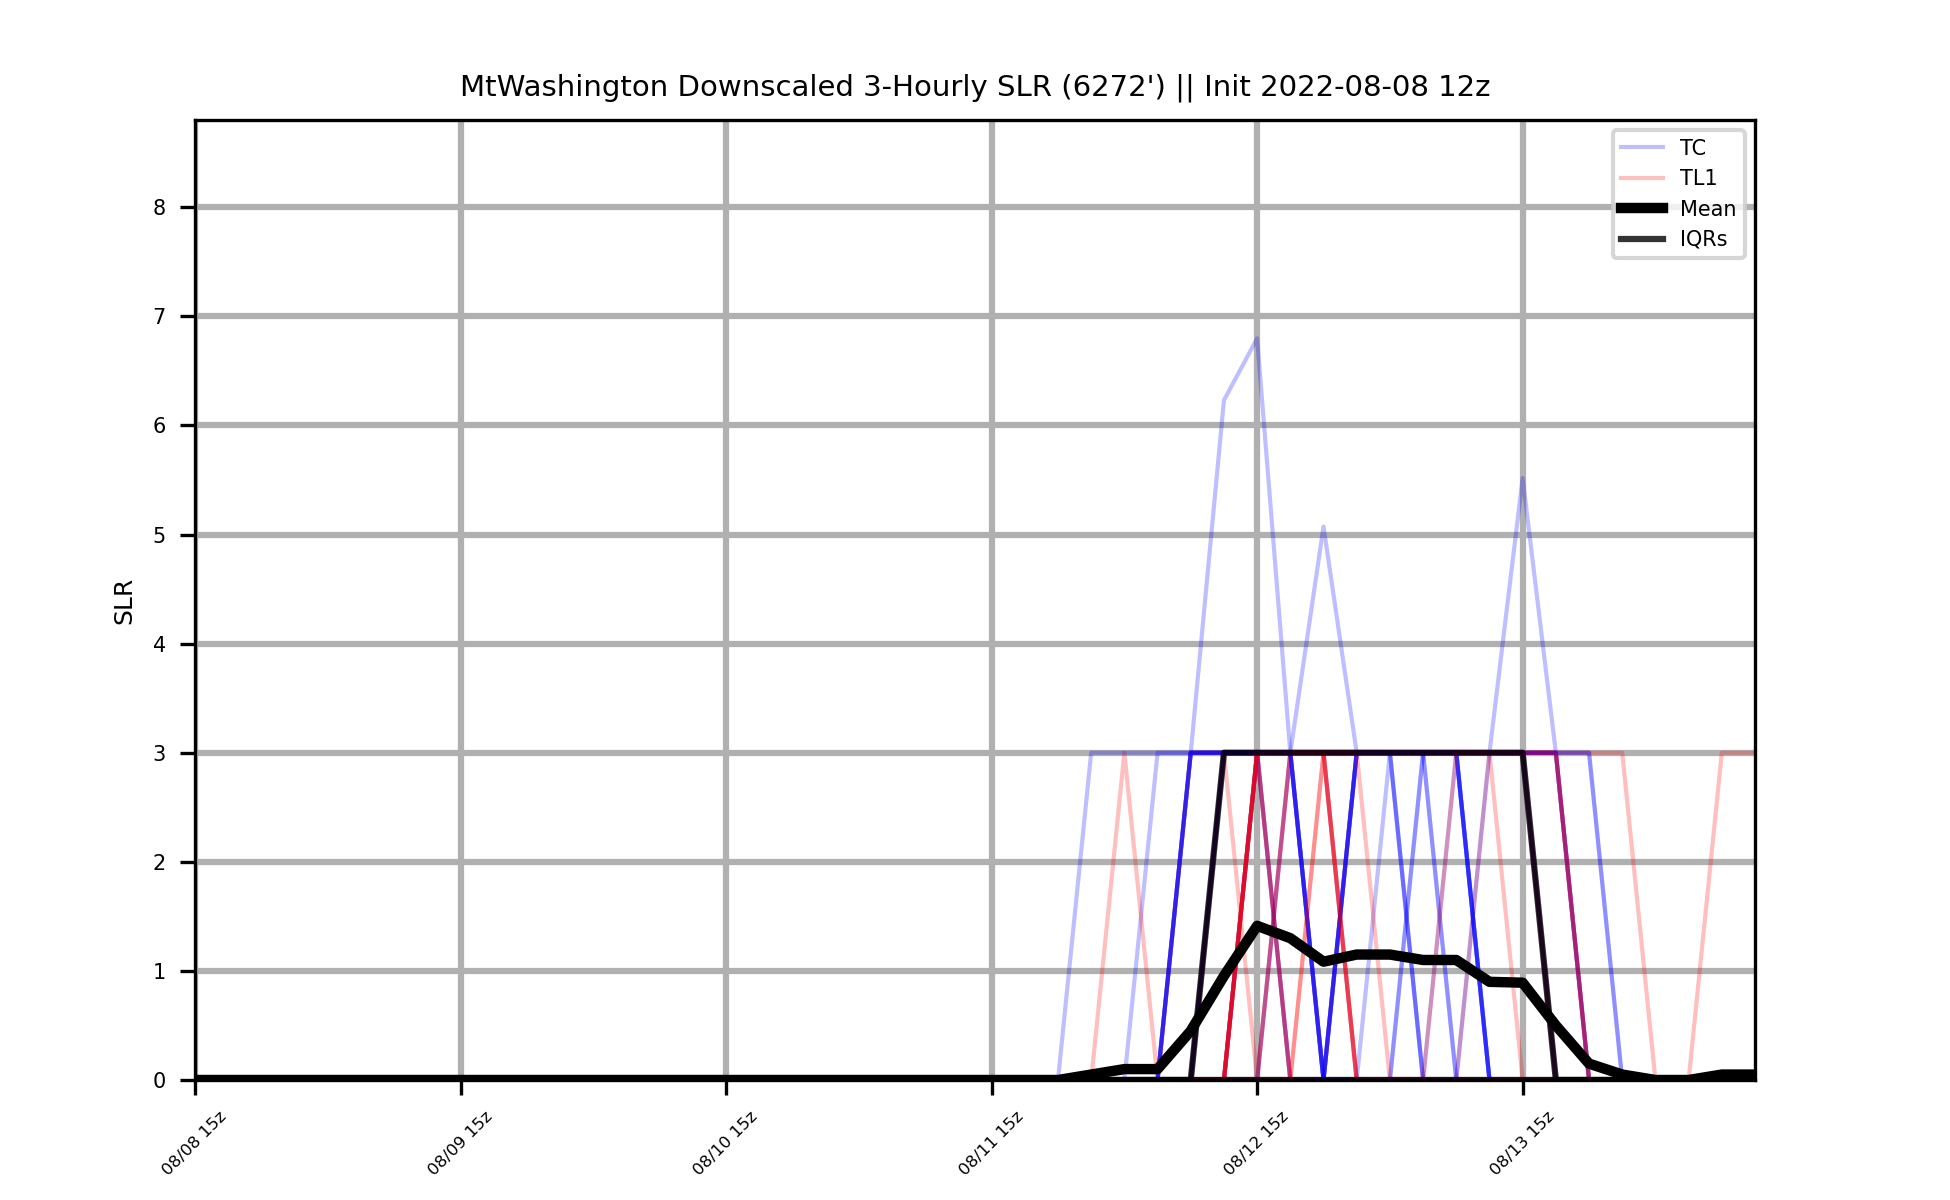 MtWashington Downscaled 3-Hourly SLR (6272') || Init 2022-08-08 12z
TC
TL1
Mean
IQRs
SLR
8
7
6
5
4
3
2
1
0
08/08 15z
08/09 15z
08/10 15z
08/11 15z
08/12 15z
08/13 15z